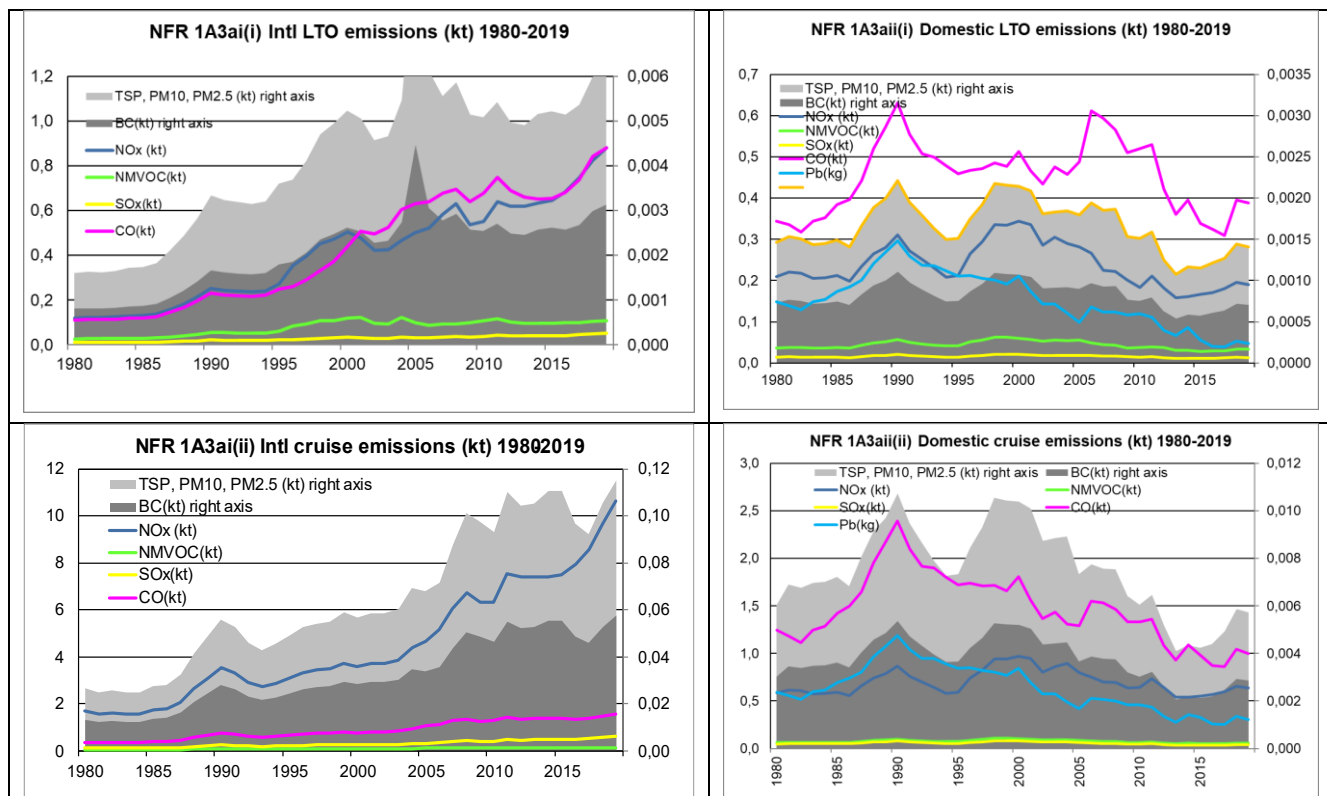 NFR 1A3ai(i) Intl LTO emissions (kt) 1980-2019
1,2
1,0
0,8
0,6
0,4
0,2
0,0
0,006
0,005
0,004
0,003
0,002
0,001
0,000
TSP, PM10, PM2.5 (kt) right axis
BC(kt) right axis
NOx (kt)
NMVOC(kt)
SOx(kt)
CO(kt)
1980 1985 1990 1995 2000 2005 2010 2015
NFR 1A3aii(i) Domestic LTO emissions (kt) 1980-2019
0,7
0,6
0,5
0,4
0,3
0,2
0,1
0,0
0,0035
0,0030
0,0025
0,0020
0,0015
0,0010
0,0005
0,0000
TSP, PM10, PM2.5 (kt) right axis
BC(kt) right axis
NOx (kt)
NMVOC(kt)
SOx(kt)
CO(kt)
Pb(kg)
1980 1985 1990 1995 2000 2005 2010 2015
NFR 1A3ai(ii) Intl cruise emissions (kt) 1980-2019
12
10
8
6
4
2
0
0,12
0,10
0,08
0,06
0,04
0,02
0,00
TSP, PM10, PM2.5 (kt) right axis
BC(kt) right axis
NOx (kt)
NMVOC(kt)
SOx(kt)
CO(kt)
1980 1985 1990 1995 2000 2005 2010 2015
NFR 1A3aii(ii) Domestic cruise emissions (kt) 1980-2019
3,0
2,5
2,0
1,5
1,0
0,5
0,0
0,012
0,010
0,008
0,006
0,004
0,002
0,000
TSP, PM10, PM2.5 (kt) right axis BC(kt) right axis
NOx (kt) NMVOC(kt)
SOx(kt) CO(kt)
Pb(kg)
1980 1985 1990 1995 2000 2005 2010 2015